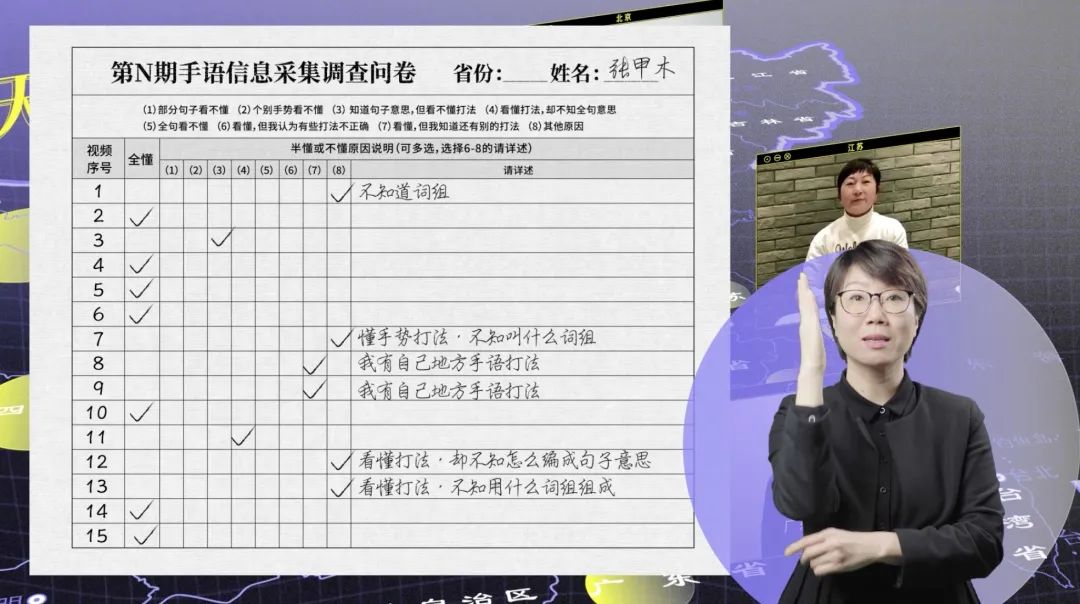 北京
第N期手语信息采集调查问卷 省份：____ 姓名：张甲木
(1)部分句子看不懂 (2)个别手势看不懂 (3)知道句子意思，但看不懂打法 (4)看懂打法，却不知全句意思
(5)全句看不懂 (6)看懂，但我认为有些打法不正确 (7)看懂，但我知道还有别的打法 (8)其他原因
视频序号 全懂 半懂或不懂原因说明(可多选，选择6-8的请详述)
(1) (2) (3) (4) (5) (6) (7) (8) 请详述
1 ✓ 不知道词组
2 ✓
3 ✓
4 ✓
5 ✓
6 ✓
7 ✓ 懂手势打法·不知叫什么词组
8 ✓ 我有自己地方手语打法
9 ✓ 我有自己地方手语打法
10 ✓
11 ✓
12 ✓ 看懂打法·却不知怎么编成句子意思
13 ✓ 看懂打法·不知用什么词组组成
14 ✓
15 ✓
江苏
江省
吉林省
台北
台湾省
省
广东
自治区